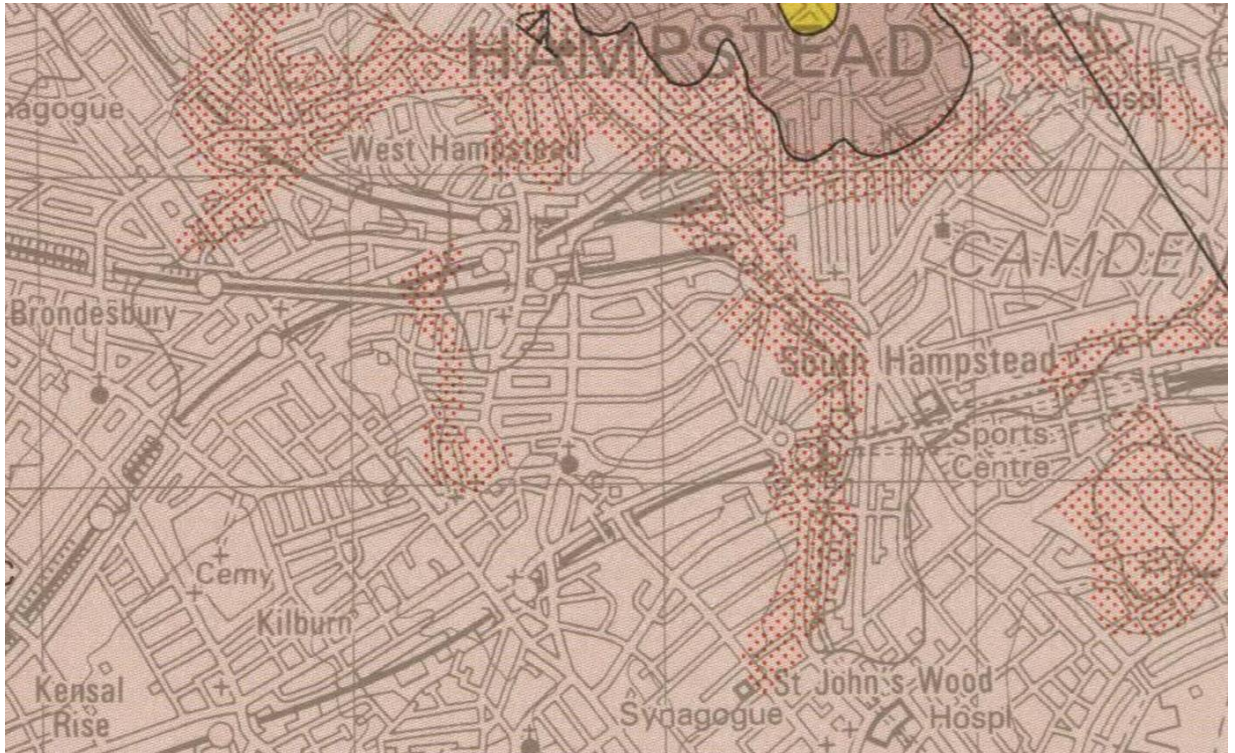 HAMPSTEAD
nagogue
Hospl
West Hampstead
CAMDEN
Brondesbury
South Hampstead
Sports
Centre
Cemy
Kilburn
Kensal
Rise
St John's Wood
Synagogue
Hospl